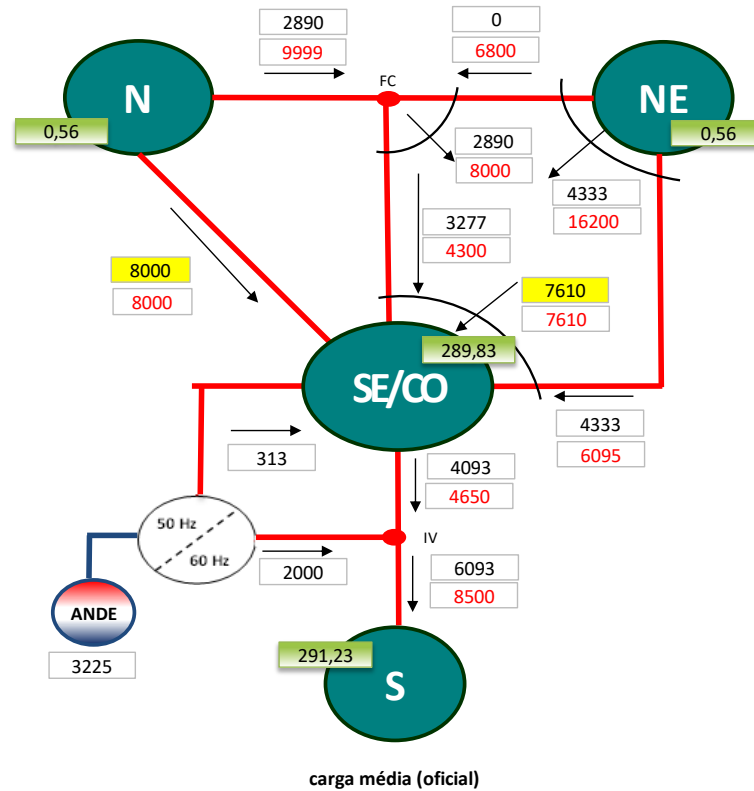 2890
9999
0
6800
FC
N
NE
0,56
0,56
2890
8000
4333
16200
3277
4300
8000
8000
7610
7610
289,83
SE/CO
4333
6095
313
4093
4650
50 Hz
60 Hz
IV
2000
6093
8500
ANDE
3225
291,23
S
carga média (oficial)